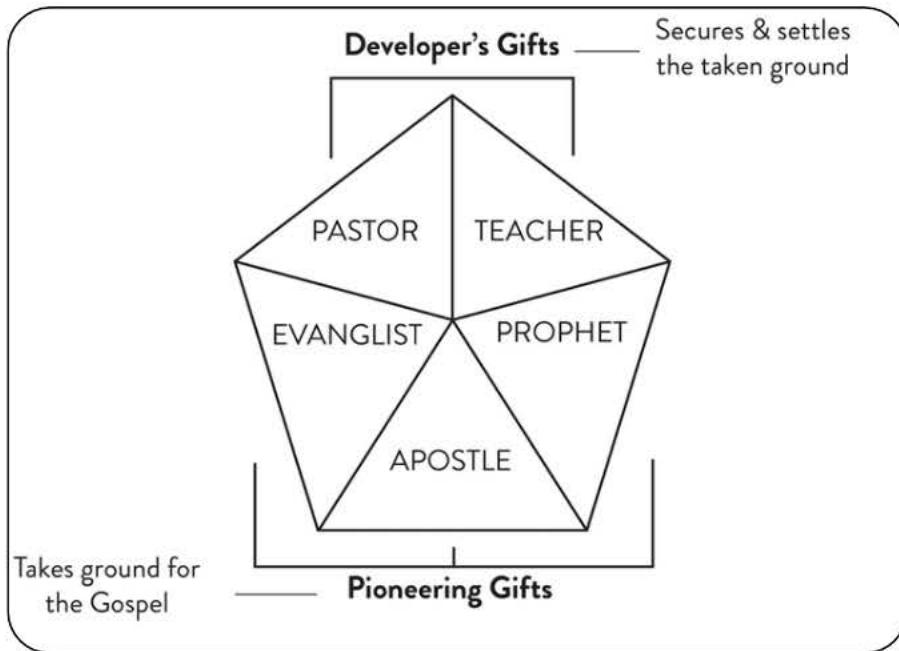 Developer's Gifts
Secures & settles
the taken ground
PASTOR
TEACHER
EVANGLIST
PROPHET
APOSTLE
Takes ground for
the Gospel
Pioneering Gifts